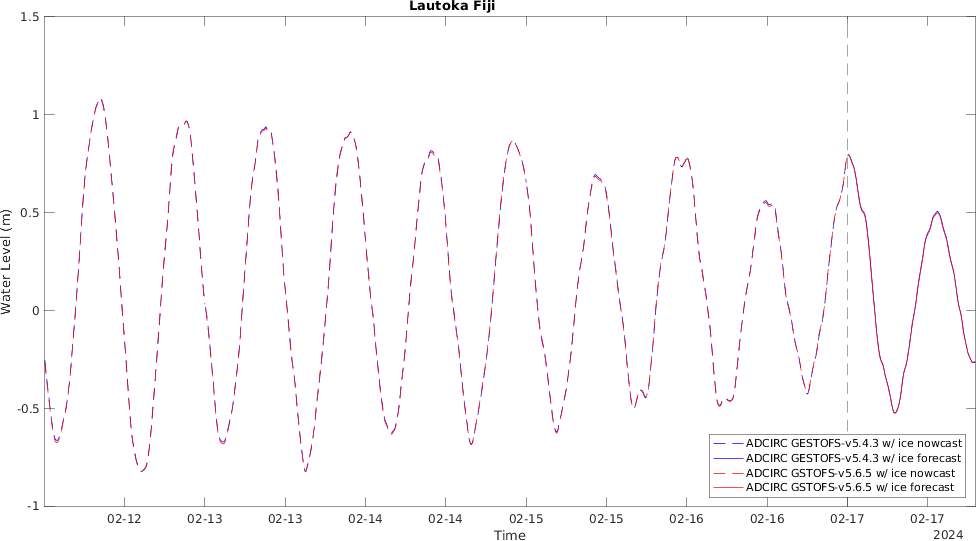 Lautoka Fiji
1.5
1
0.5
0
-0.5
-1
Water Level (m)
02-12
02-13
02-13
02-14
02-14
02-15
02-15
02-16
02-16
02-17
02-17
Time
2024
ADCIRC GESTOFS-v5.4.3 w/ ice nowcast
ADCIRC GESTOFS-v5.4.3 w/ ice forecast
ADCIRC GSTOFS-v5.6.5 w/ ice nowcast
ADCIRC GSTOFS-v5.6.5 w/ ice forecast